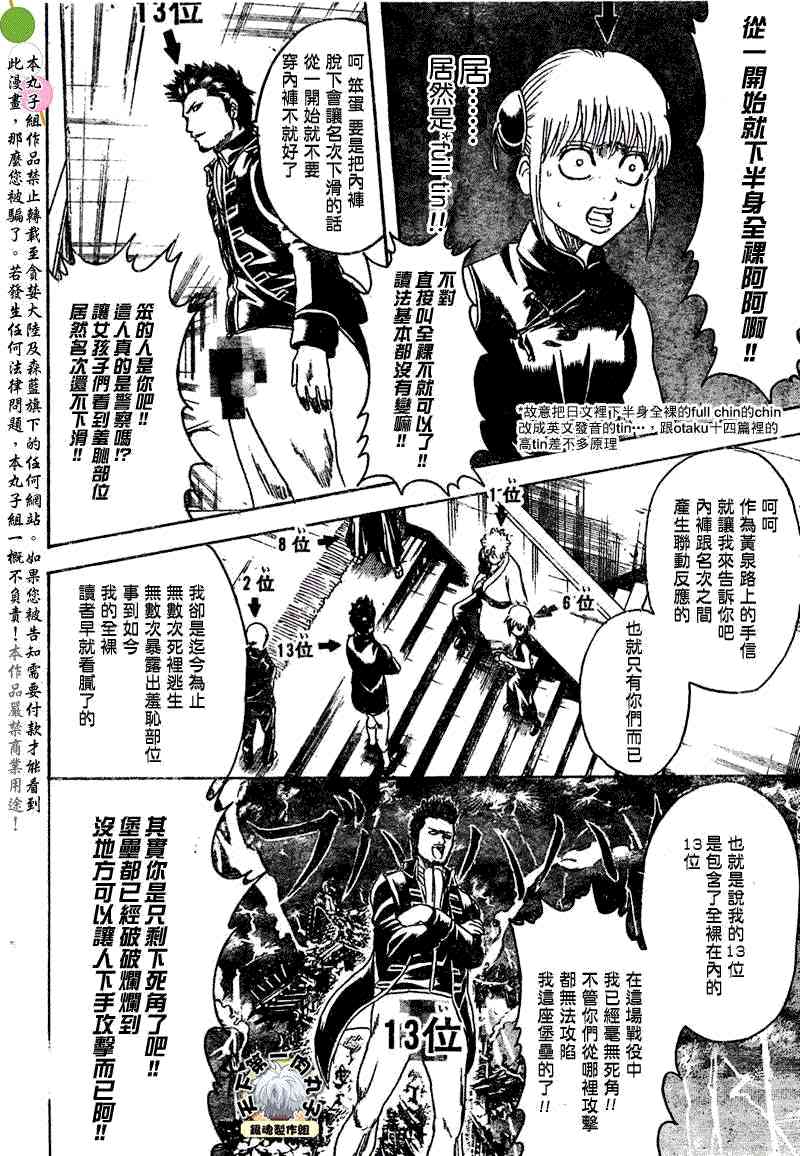 從一開始就下半身全裸阿阿啊!!
居……
居然是*full·tin!!
呵 笨蛋 要是把內褲
脫下會讓名次下滑的話
從一開始就不要
穿內褲不就好了
13位
不對
直接叫全裸不就可以了!!
讀法基本都沒有變嘛!!
笨的人是你吧!!
這人真的是警察嗎!?
讓女孩子們看到羞恥部位
居然名次還不下滑!!
*故意把日文裡下半身全裸的full chin的chin
改成英文發音的tin…，跟otaku十四篇裡的
高tin差不多原理
呵呵
作為黃泉路上的手信
就讓我來告訴你吧
內褲跟名次之間
產生聯動反應的
也就只有你們而已
1位
6位
8位
13位
2位
我卻是迄今為止
無數次死裡逃生
無數次暴露出羞恥部位
事到如今
我的全裸
讀者早就看膩了的
也就是說我的13位
是包含了全裸在內的
13位
在這場戰役中
我已經毫無死角!!
不管你們從哪裡攻擊
都無法攻陷
我這座堡壘的了!!
13位
其實你是只剩下死角了吧!!
堡壘都已經破破爛爛到
沒地方可以讓人下手攻擊而已阿!!
本丸子組作品禁止轉載至貪婪大陸及森藍旗下的任何網站。如果您被告知需要付款才能看到
此漫畫，那麼您被騙了。若發生任何法律問題，本丸子組一概不負責！本作品嚴禁商業用途！
銀魂製作組